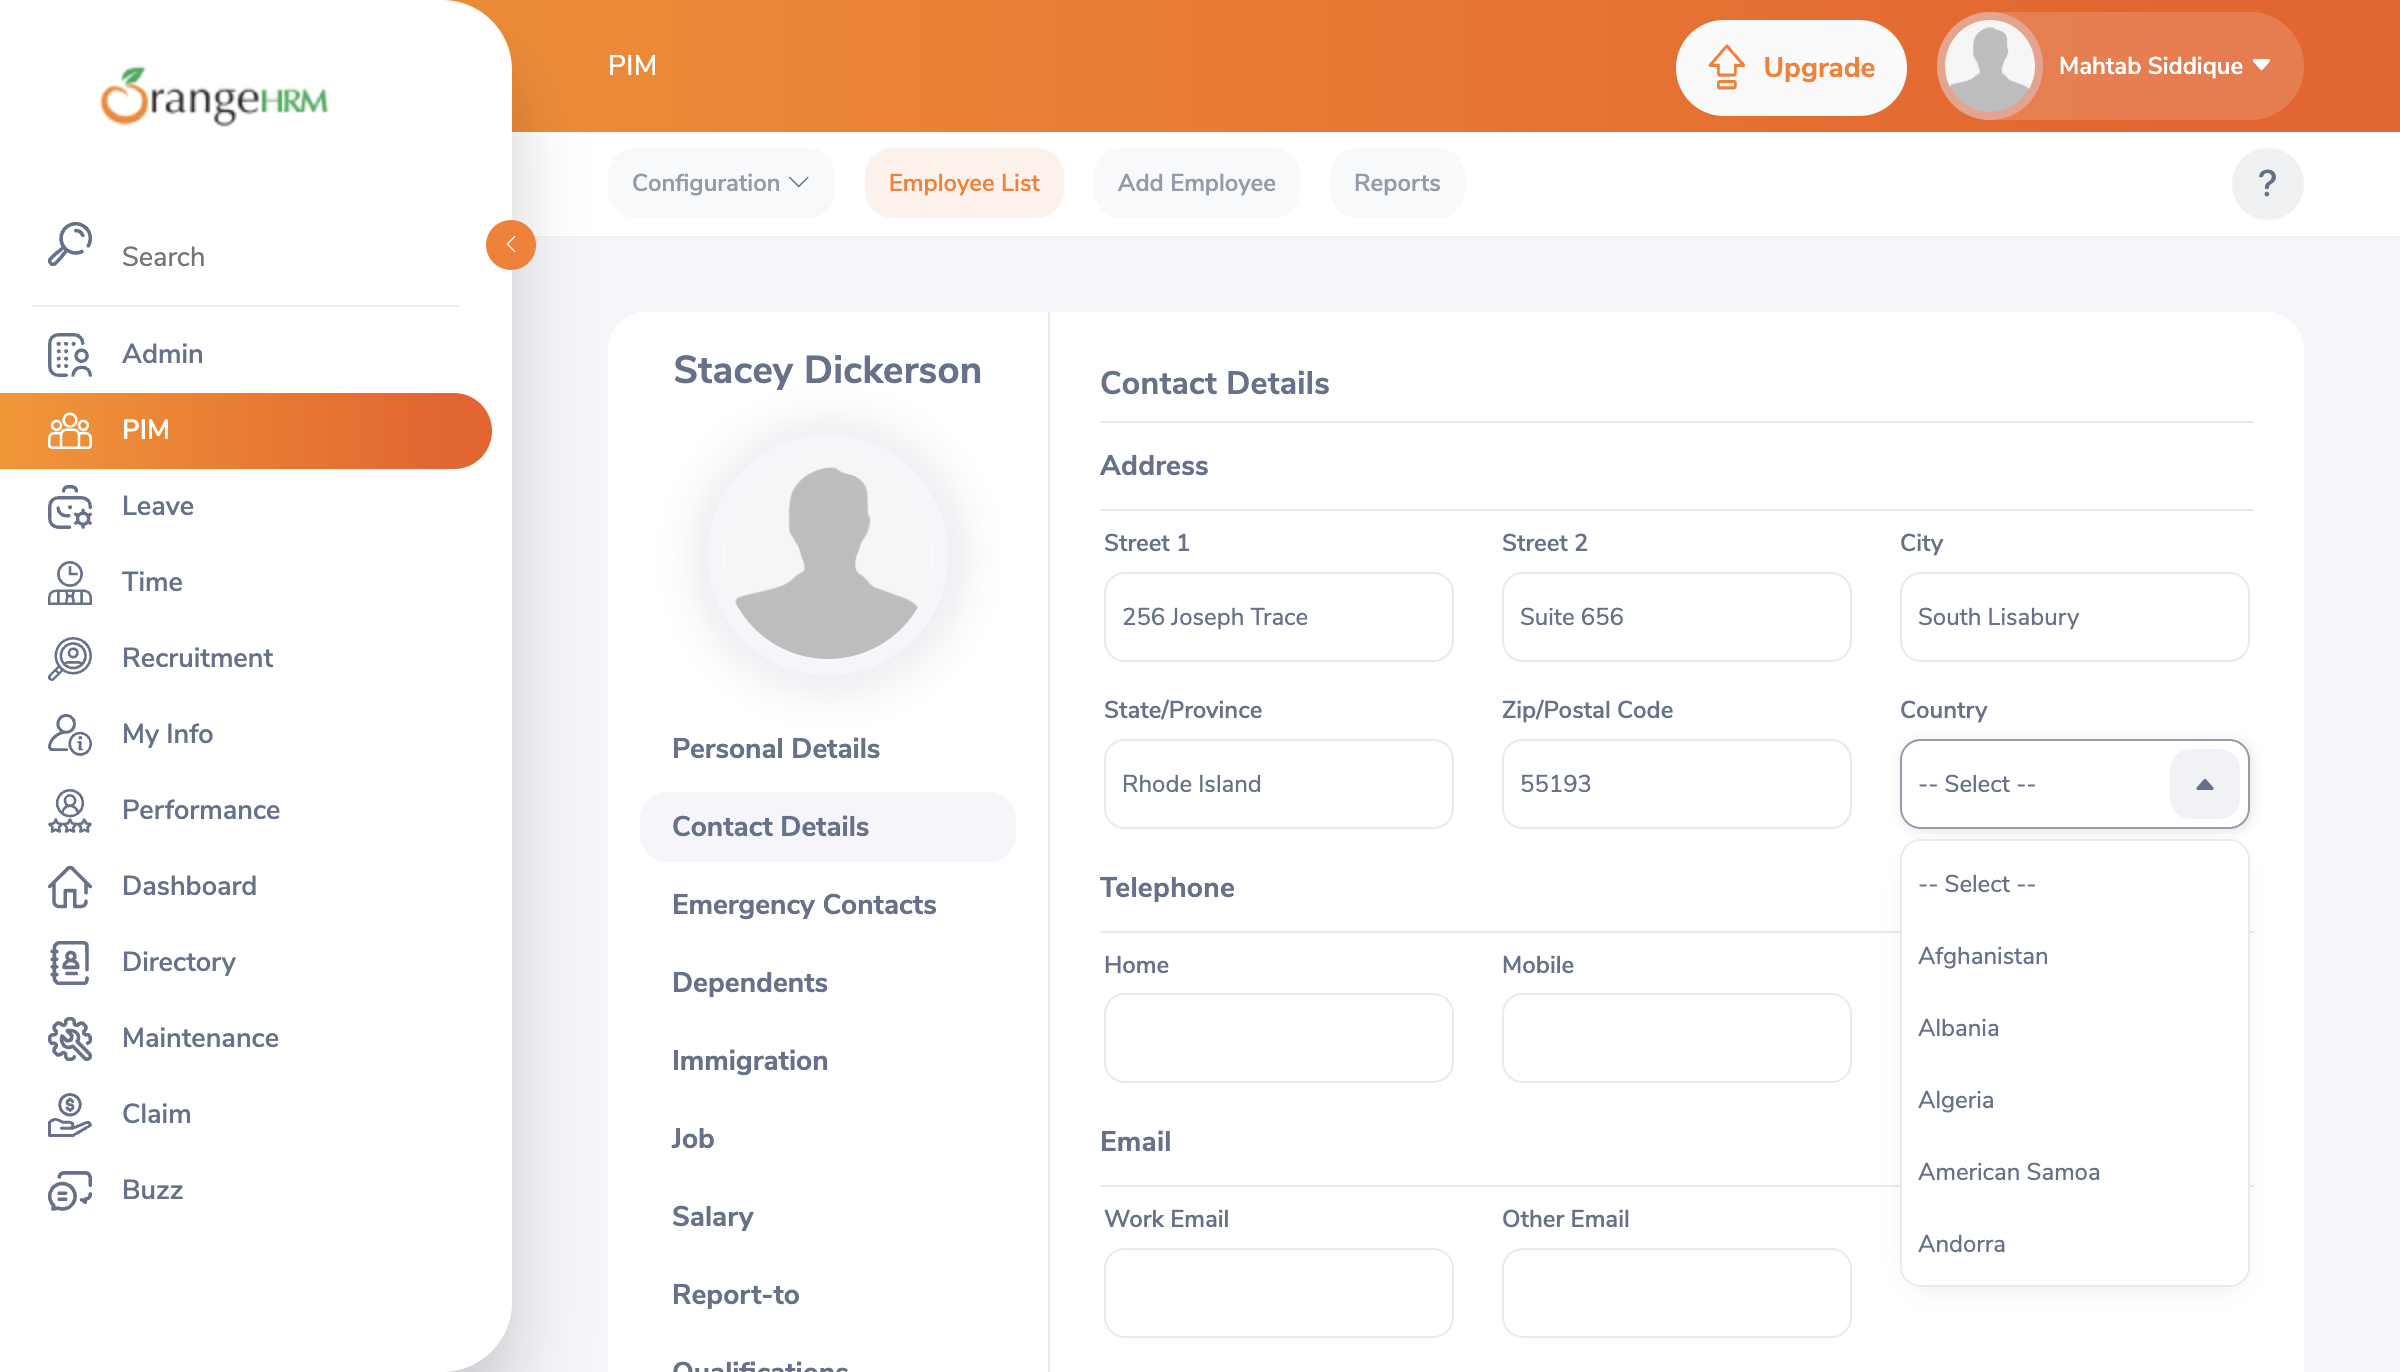 OrangeHRM
Search
Admin
PIM
Leave
Time
Recruitment
My Info
Performance
Dashboard
Directory
Maintenance
Claim
Buzz
PIM
Upgrade
Mahtab Siddique
Configuration
Employee List
Add Employee
Reports
?
Stacey Dickerson
Personal Details
Contact Details
Emergency Contacts
Dependents
Immigration
Job
Salary
Report-to
Qualifications
Contact Details
Address
Street 1
Street 2
City
256 Joseph Trace
Suite 656
South Lisabury
State/Province
Zip/Postal Code
Country
Rhode Island
55193
-- Select --
-- Select --
Afghanistan
Albania
Algeria
American Samoa
Andorra
Telephone
Home
Mobile
Email
Work Email
Other Email